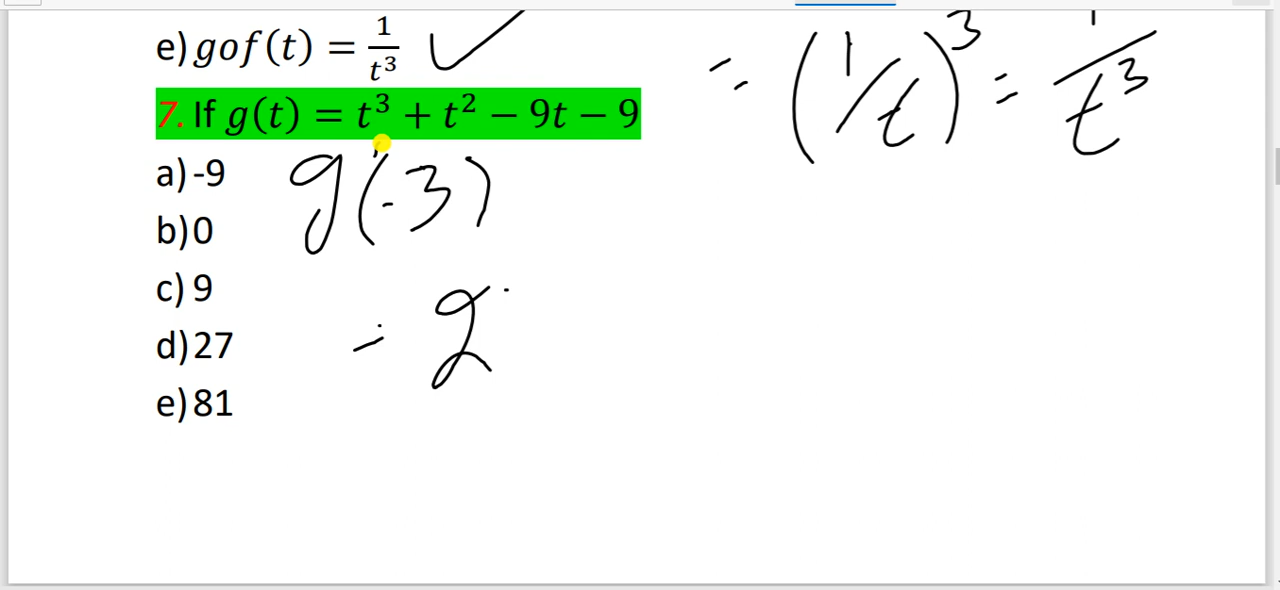 e) gof(t) = 1/t³
= (1/t)³ = 1/t³
7. If g(t) = t³ + t² − 9t − 9
a) -9
g(-3)
b) 0
c) 9
d) 27
= 2
e) 81